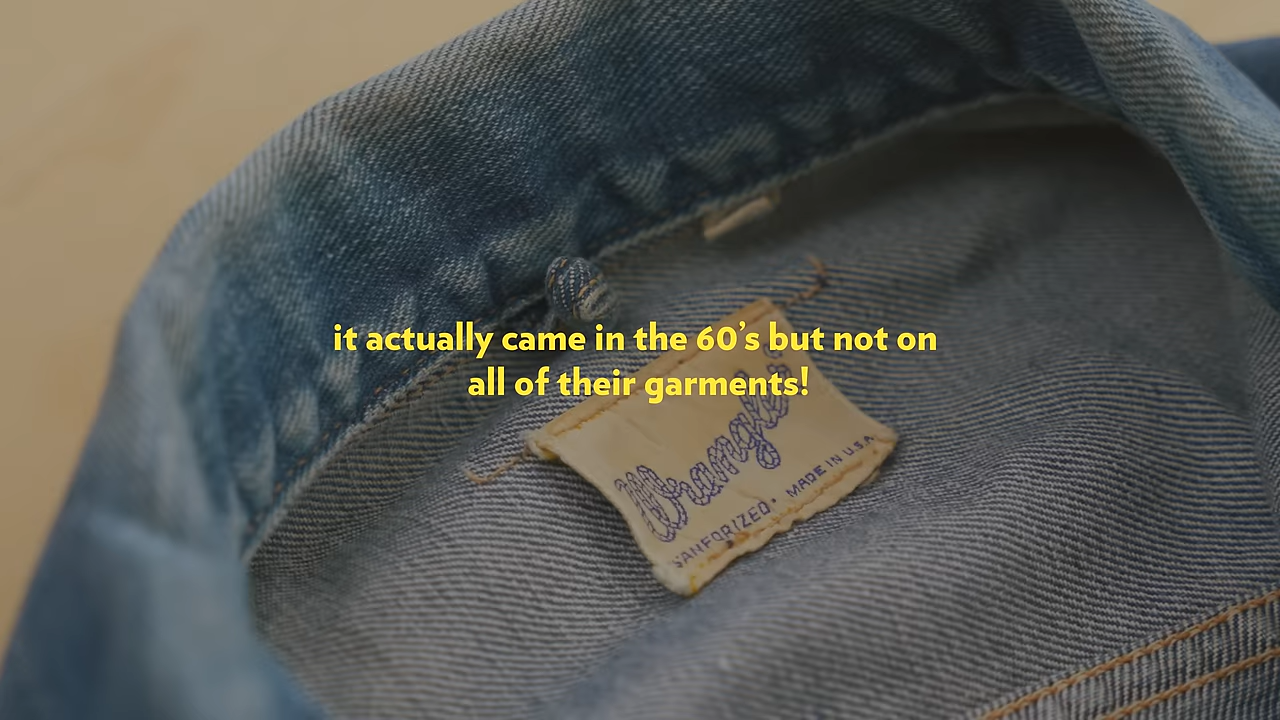 it actually came in the 60's but not on
all of their garments!
Wrangler
SANFORIZED• MADE IN U.S.A.